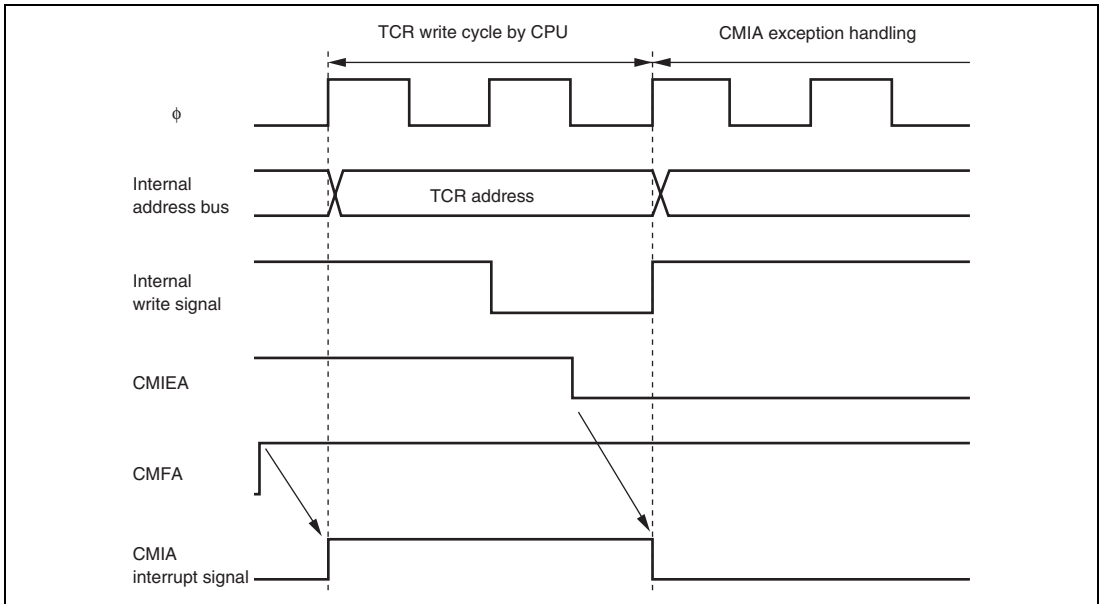 TCR write cycle by CPU
CMIA exception handling
ϕ
Internal
address bus
TCR address
Internal
write signal
CMIEA
CMFA
CMIA
interrupt signal